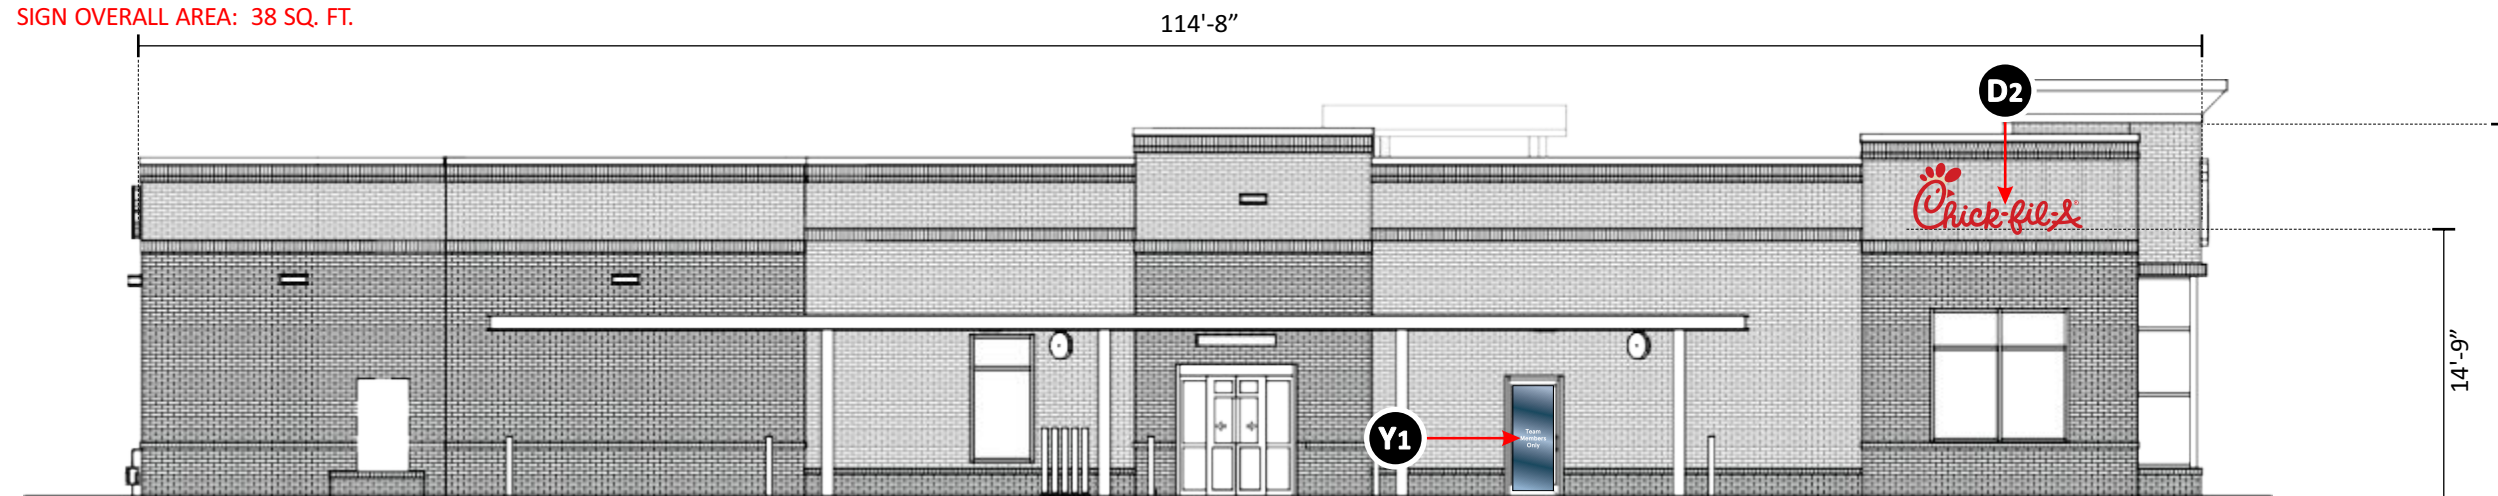 SIGN OVERALL AREA: 38 SQ. FT.
114'-8”
D2
Chick-fil-A®
14'-9”
Y1
Team
Members
Only